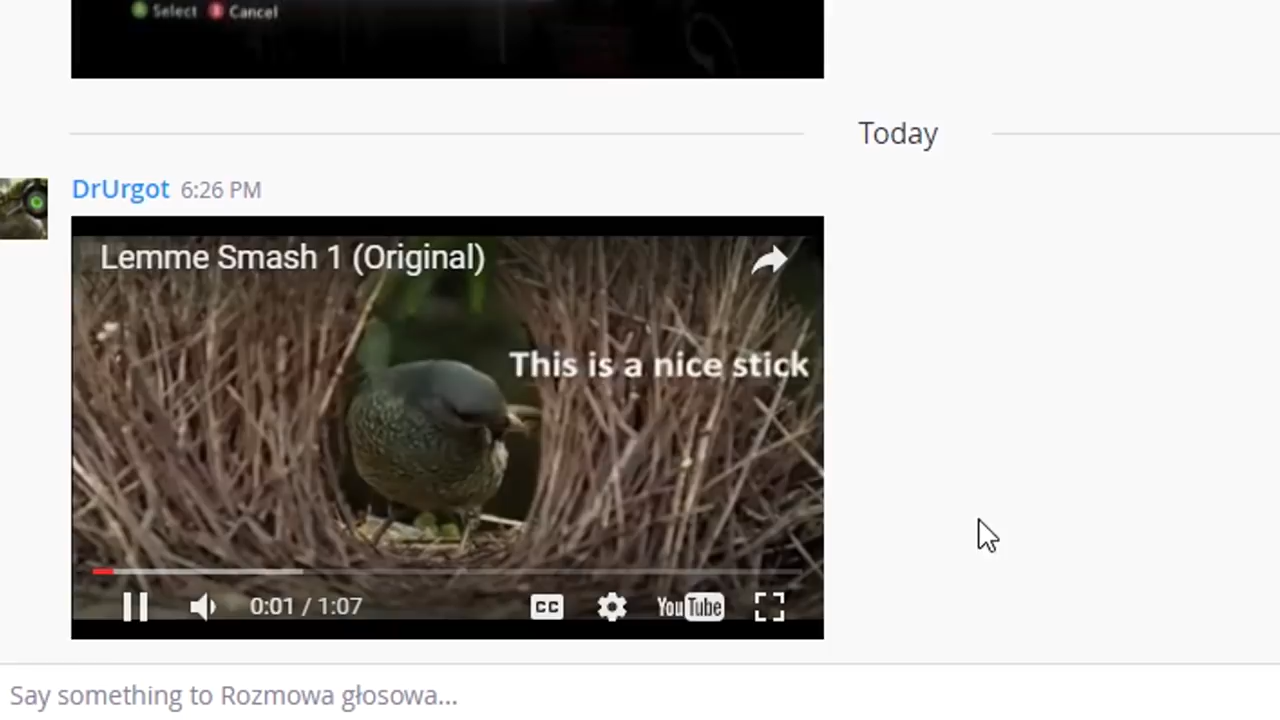 Select Cancel
Today
DrUrgot 6:26 PM
Lemme Smash 1 (Original)
This is a nice stick
0:01 / 1:07 CC YouTube
Say something to Rozmowa głosowa...